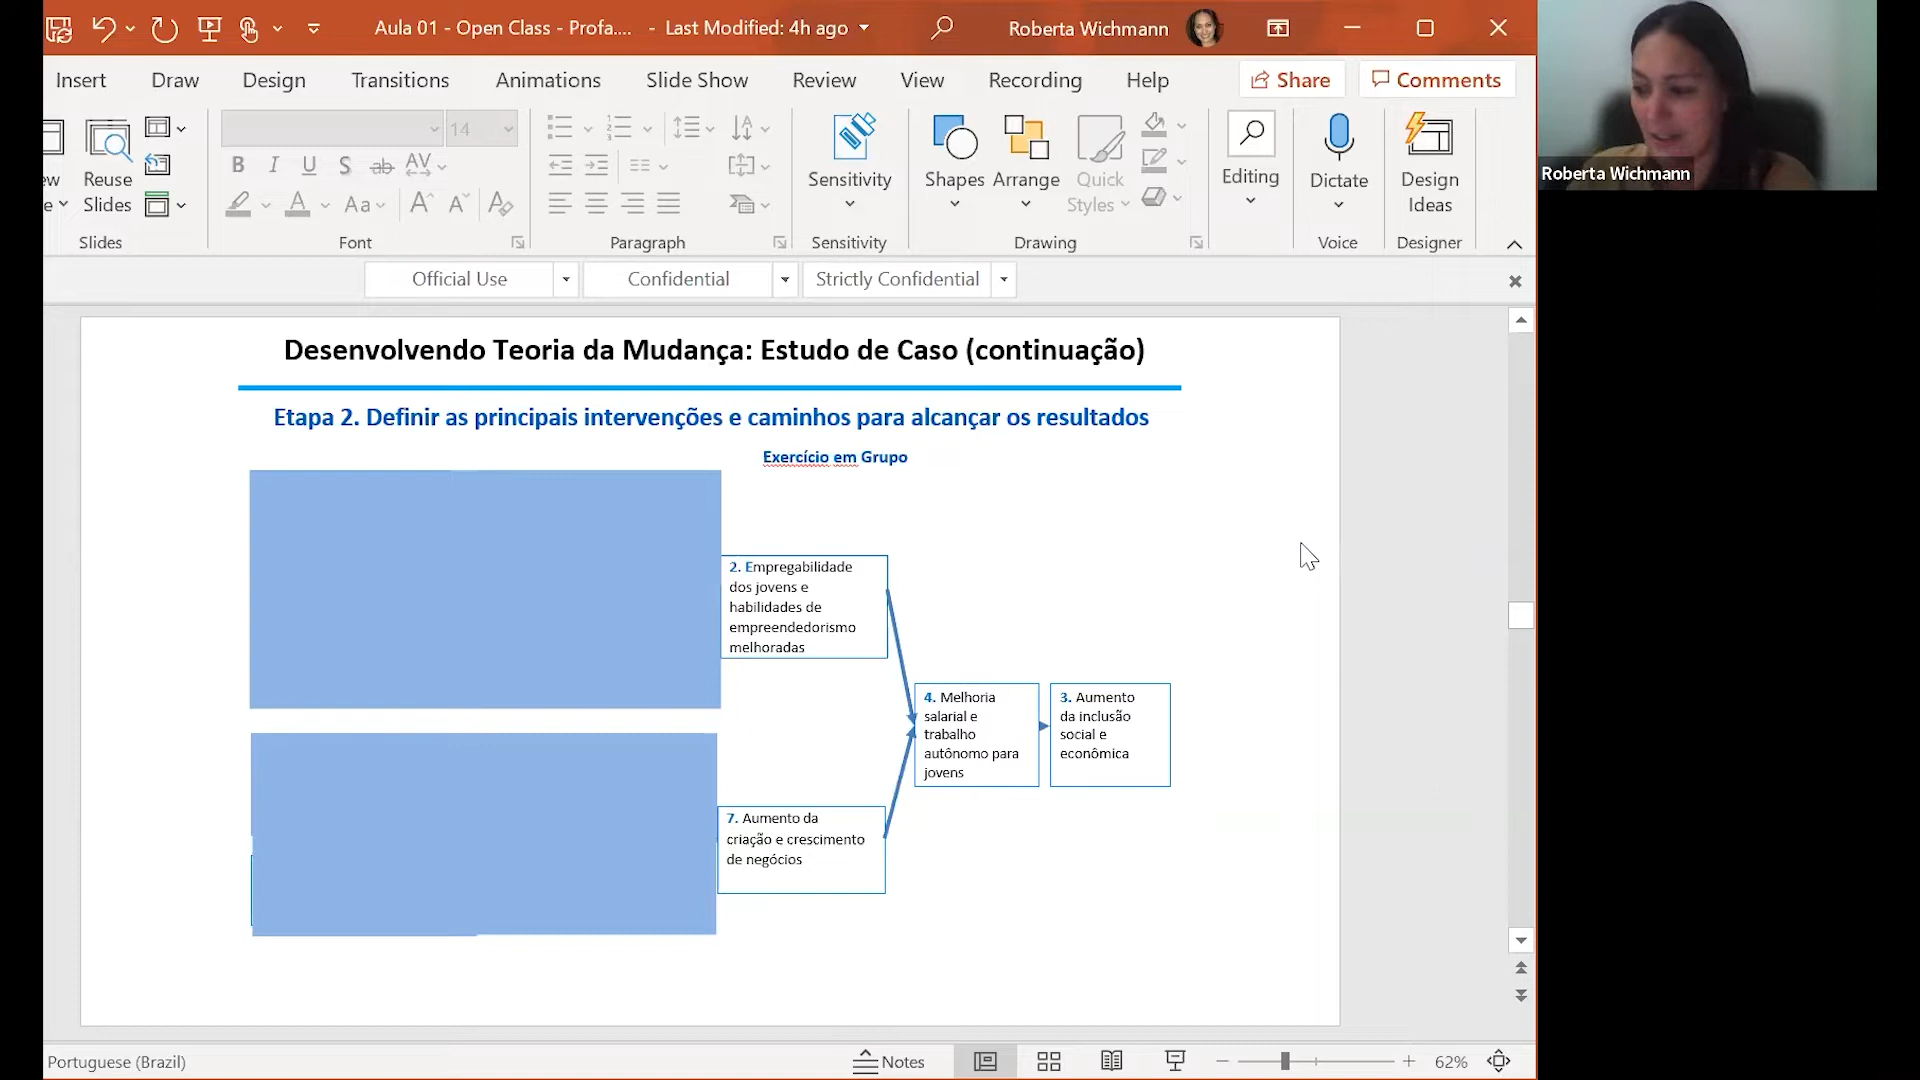 Aula 01 - Open Class - Profa.... - Last Modified: 4h ago
Roberta Wichmann
Insert Draw Design Transitions Animations Slide Show Review View Recording Help Share Comments
Reuse
Slides
14
B I U S ab AV
Aa A A A
Sensitivity
Shapes
Arrange
Quick
Styles
Editing
Dictate
Design
Ideas
Slides Font Paragraph Sensitivity Drawing Voice Designer
Roberta Wichmann
Official Use Confidential Strictly Confidential
Desenvolvendo Teoria da Mudança: Estudo de Caso (continuação)
Etapa 2. Definir as principais intervenções e caminhos para alcançar os resultados
Exercício em Grupo
2. Empregabilidade
dos jovens e
habilidades de
empreendedorismo
melhoradas
4. Melhoria
salarial e
trabalho
autônomo para
jovens
3. Aumento
da inclusão
social e
econômica
7. Aumento da
criação e crescimento
de negócios
Portuguese (Brazil)
Notes
62%